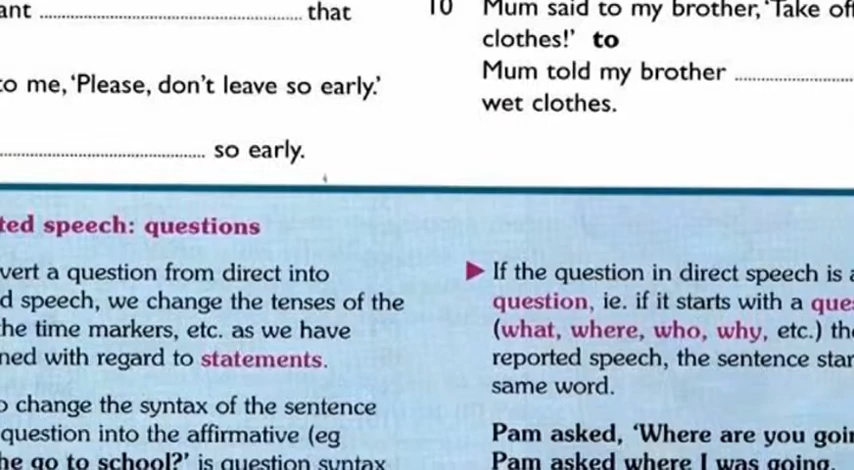 ant .............................. that
to me, 'Please, don't leave so early.'
.............................. so early.
10 Mum said to my brother, 'Take off
clothes!' to
Mum told my brother ....................
wet clothes.
ted speech: questions
vert a question from direct into
d speech, we change the tenses of the
he time markers, etc. as we have
ned with regard to statements.
o change the syntax of the sentence
question into the affirmative (eg
he go to school?' is question syntax
▶ If the question in direct speech is a
question, ie. if it starts with a que
(what, where, who, why, etc.) the
reported speech, the sentence star
same word.
Pam asked, 'Where are you goin
Pam asked where I was going.